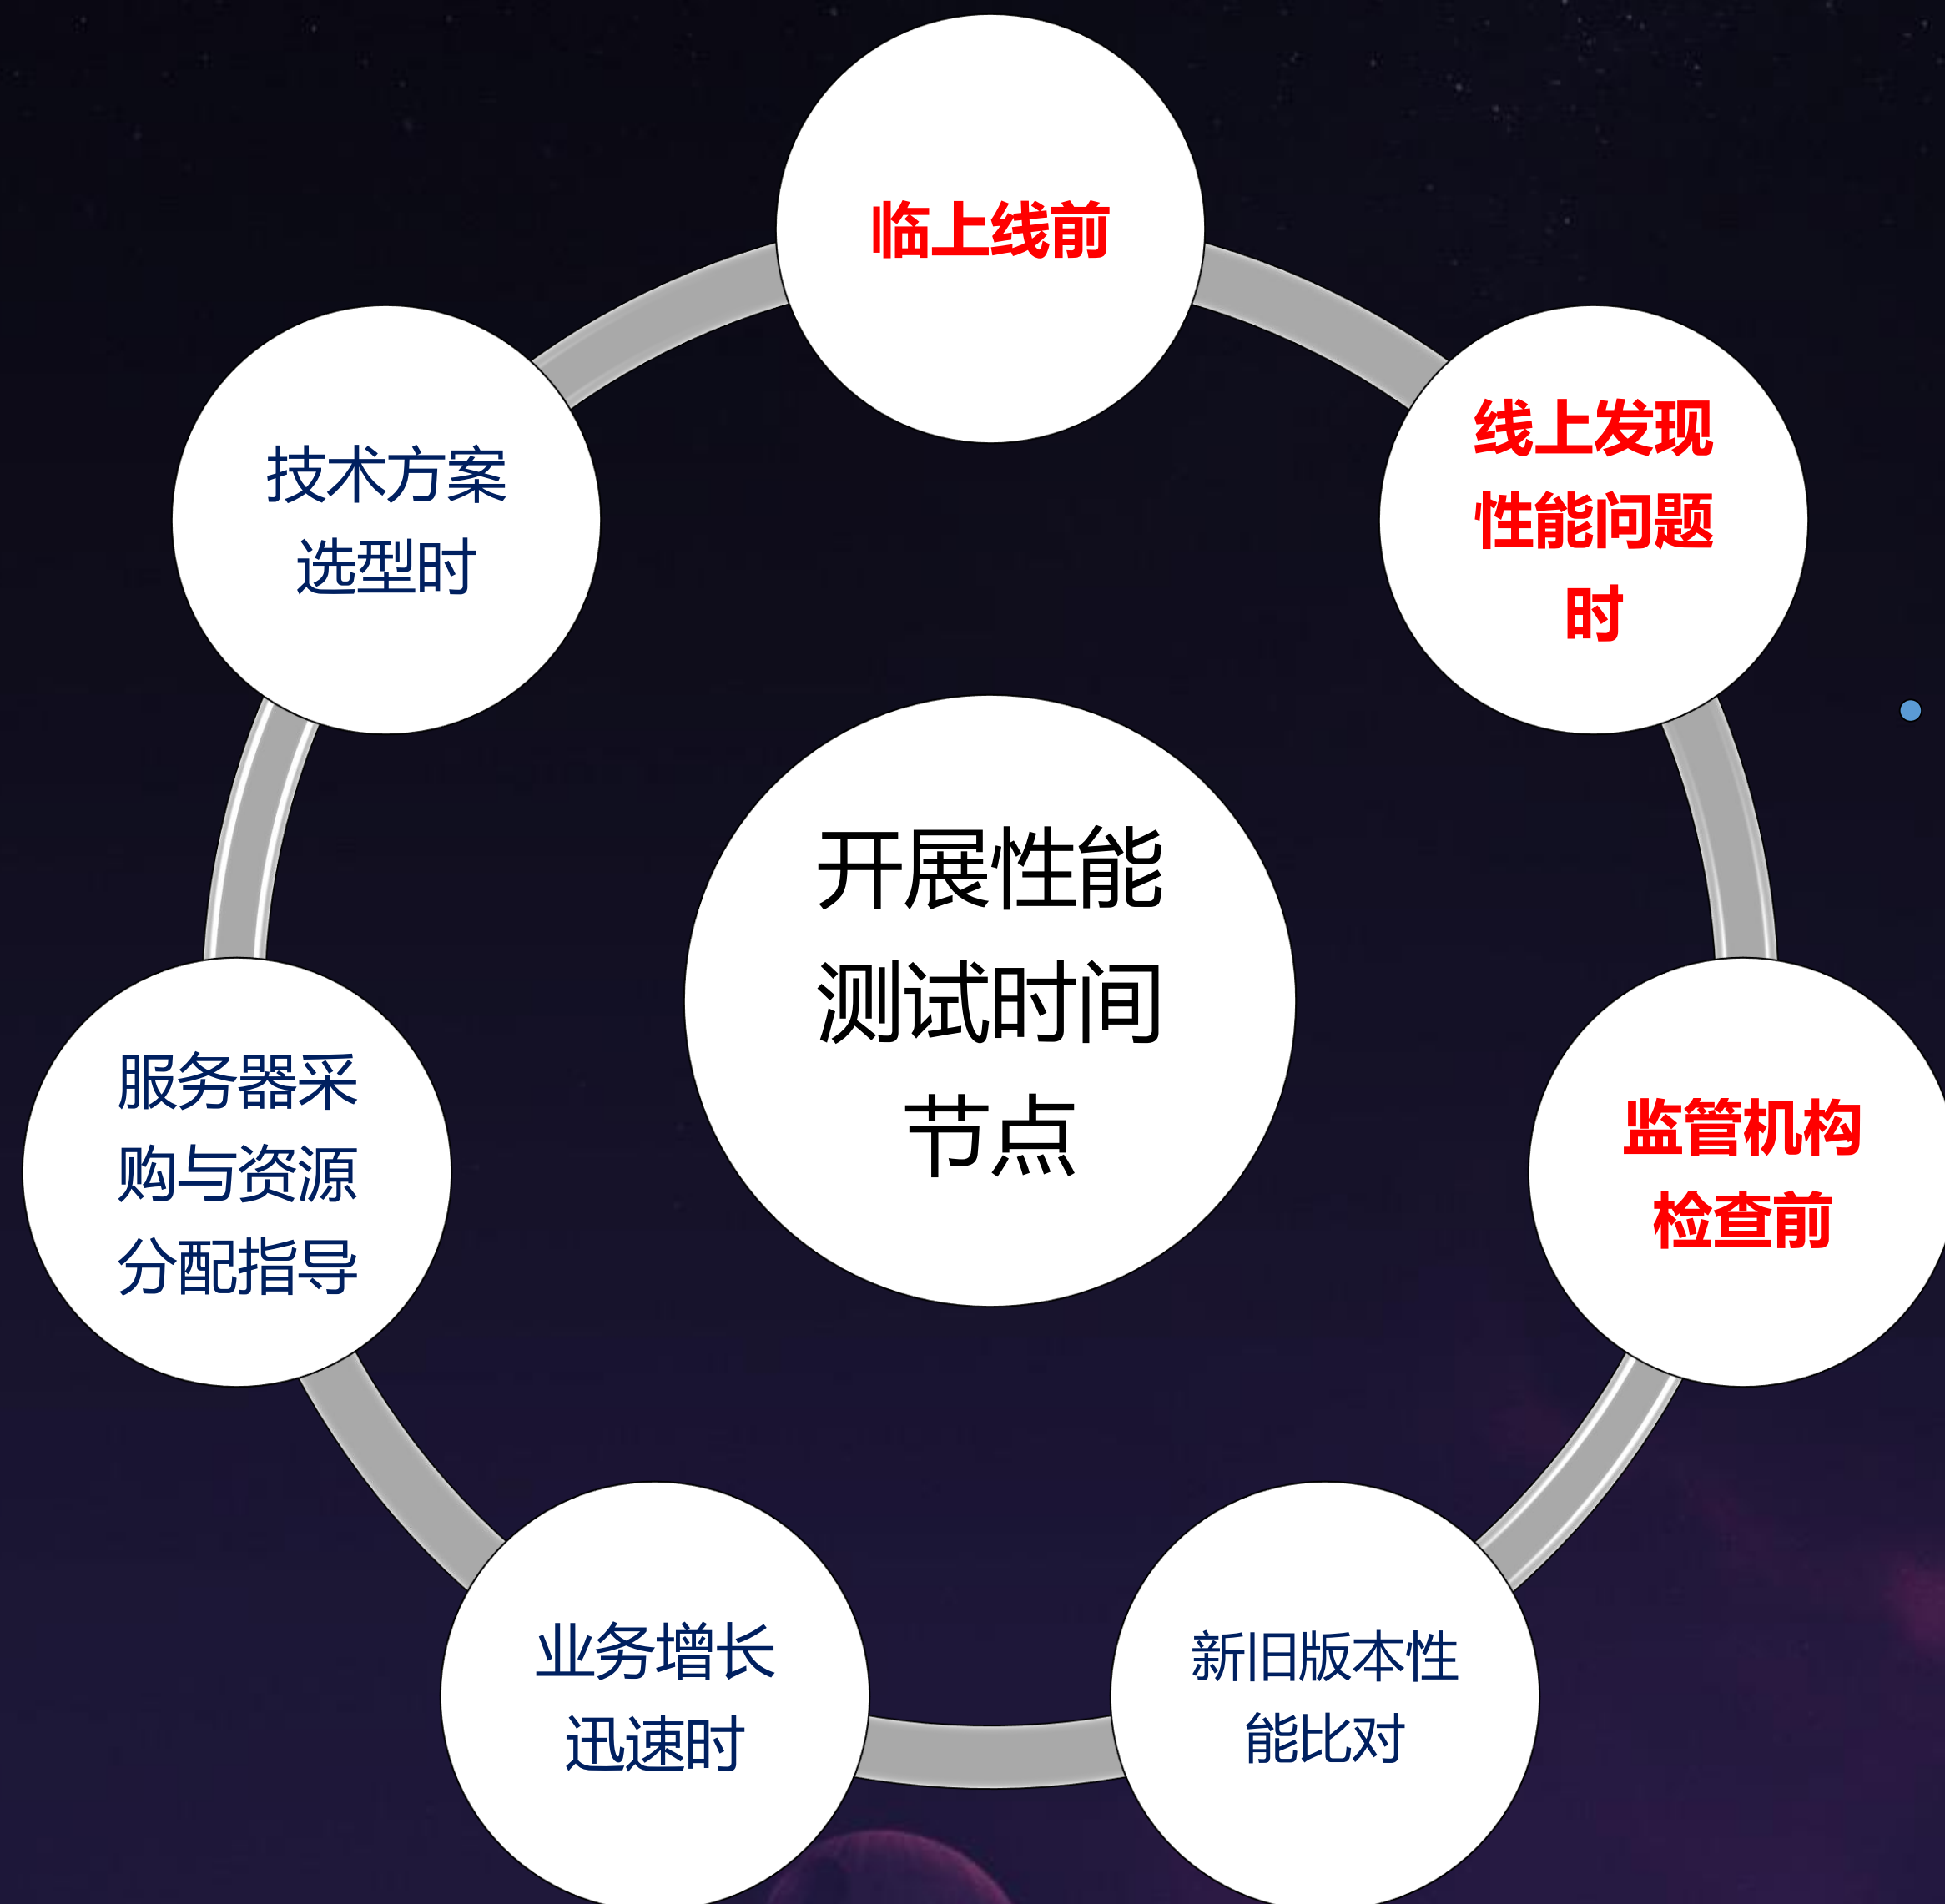 临上线前
线上发现
性能问题
时
监管机构
检查前
新旧版本性
能比对
业务增长
迅速时
服务器采
购与资源
分配指导
技术方案
选型时
开展性能
测试时间
节点